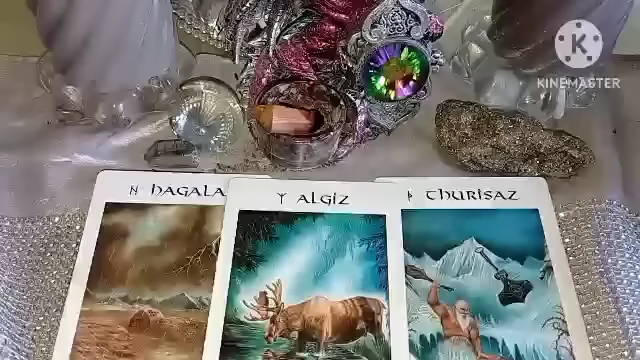 K
KINEMASTER
ᚺ HAGALA
ᛉ ALGIZ
ᚦ THURISAZ